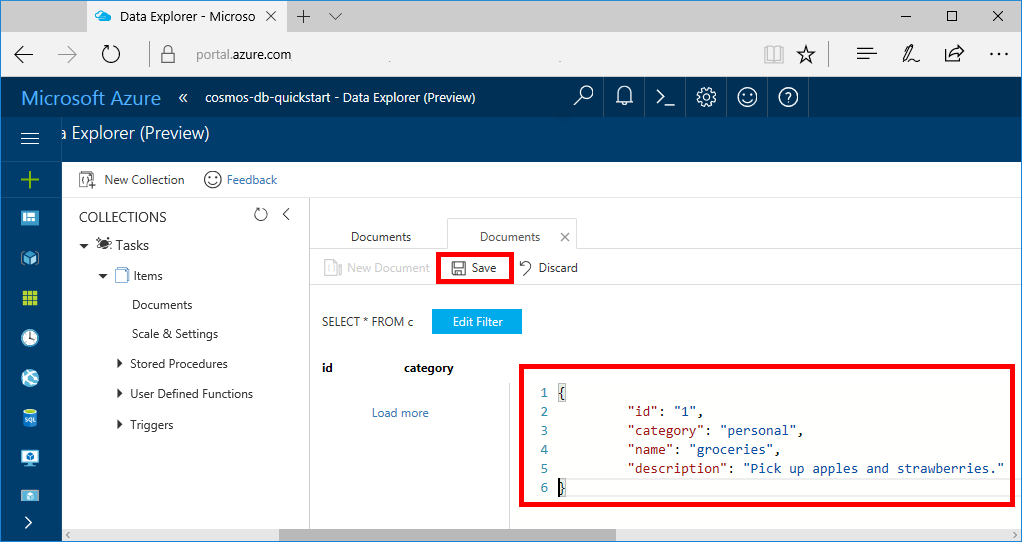 Data Explorer - Microso
portal.azure.com
Microsoft Azure « cosmos-db-quickstart - Data Explorer (Preview)
a Explorer (Preview)
New Collection Feedback
COLLECTIONS
Tasks
Items
Documents
Scale & Settings
Stored Procedures
User Defined Functions
Triggers
Documents Documents
New Document Save Discard
SELECT * FROM c Edit Filter
id category
Load more
1 {
2 "id": "1",
3 "category": "personal",
4 "name": "groceries",
5 "description": "Pick up apples and strawberries."
6 }
SQL